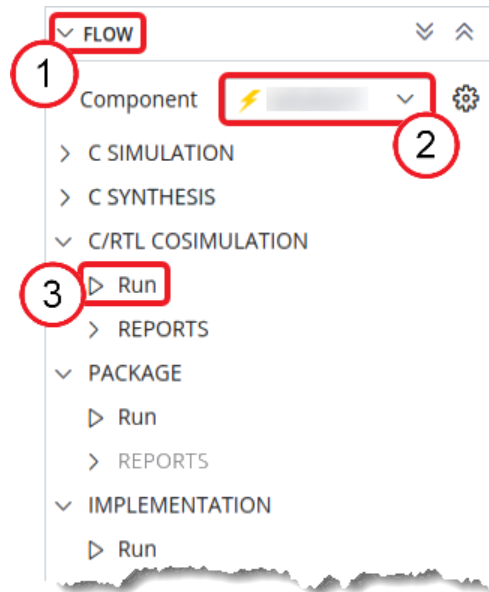 FLOW
1
Component
2
C SIMULATION
C SYNTHESIS
C/RTL COSIMULATION
3 Run
REPORTS
PACKAGE
Run
REPORTS
IMPLEMENTATION
Run